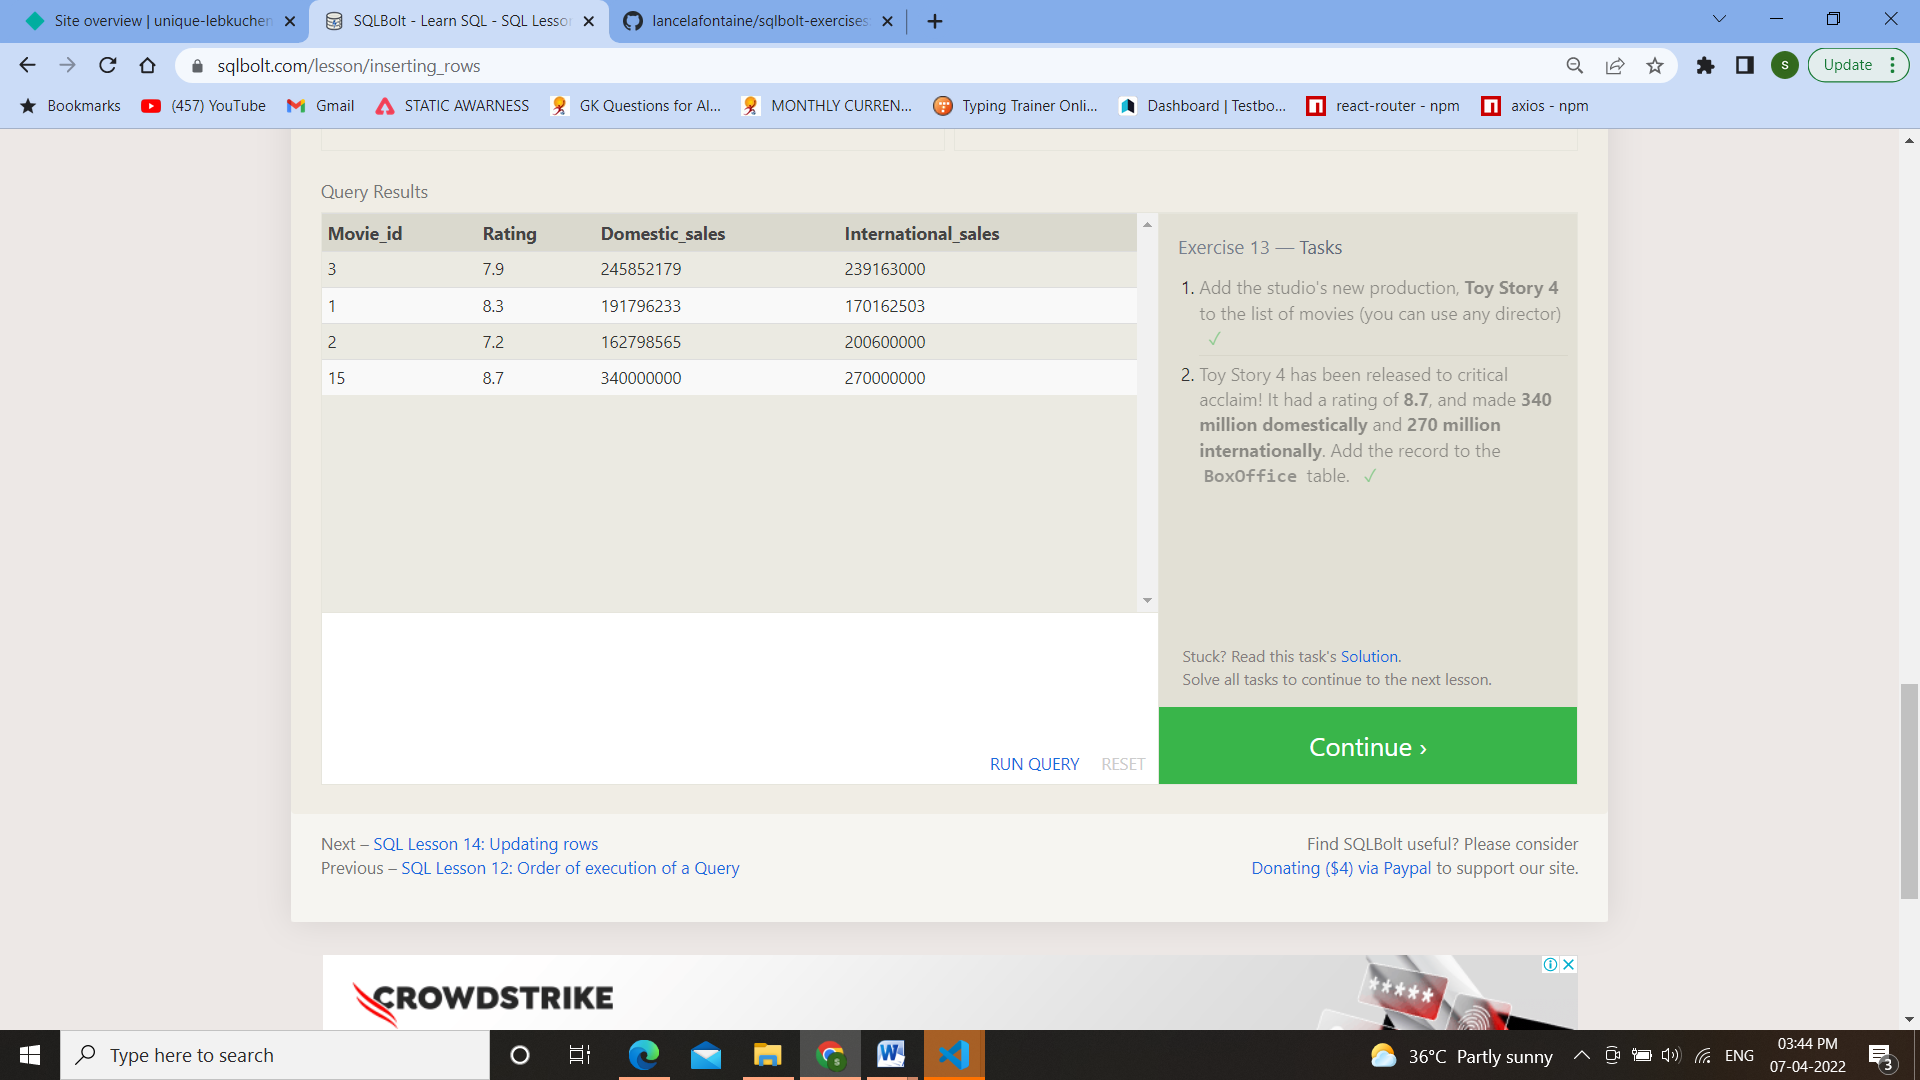 Site overview | unique-lebkuchen
SQLBolt - Learn SQL - SQL Lesson
lancelafontaine/sqlbolt-exercises
sqlbolt.com/lesson/inserting_rows
S
Update
Bookmarks
(457) YouTube
Gmail
STATIC AWARNESS
GK Questions for Al...
MONTHLY CURREN...
Typing Trainer Onli...
Dashboard | Testbo...
react-router - npm
axios - npm
Query Results
Movie_id Rating Domestic_sales International_sales
3 7.9 245852179 239163000
1 8.3 191796233 170162503
2 7.2 162798565 200600000
15 8.7 340000000 270000000
RUN QUERY RESET
Exercise 13 — Tasks
1. Add the studio's new production, Toy Story 4
to the list of movies (you can use any director)
✓
2. Toy Story 4 has been released to critical
acclaim! It had a rating of 8.7, and made 340
million domestically and 270 million
internationally. Add the record to the
BoxOffice table. ✓
Stuck? Read this task's Solution.
Solve all tasks to continue to the next lesson.
Continue ›
Next – SQL Lesson 14: Updating rows
Previous – SQL Lesson 12: Order of execution of a Query
Find SQLBolt useful? Please consider
Donating ($4) via Paypal to support our site.
CROWDSTRIKE
*****
Type here to search
36°C Partly sunny
ENG
03:44 PM
07-04-2022
3